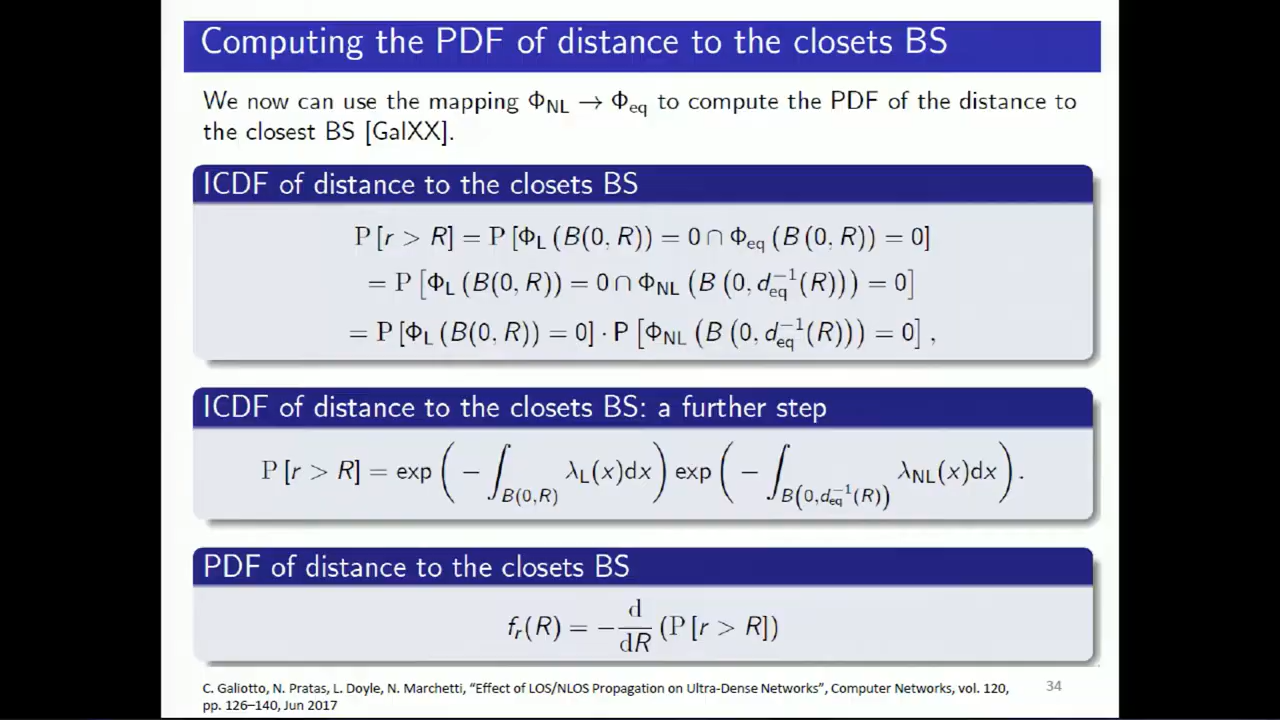 Computing the PDF of distance to the closets BS
We now can use the mapping Φ_NL → Φ_eq to compute the PDF of the distance to
the closest BS [GalXX].
ICDF of distance to the closets BS
P [r > R] = P [Φ_L (B(0, R)) = 0 ∩ Φ_eq (B (0, R)) = 0]
= P [Φ_L (B(0, R)) = 0 ∩ Φ_NL (B (0, d_eq^{-1}(R))) = 0]
= P [Φ_L (B(0, R)) = 0] · P [Φ_NL (B (0, d_eq^{-1}(R))) = 0] ,
ICDF of distance to the closets BS: a further step
P [r > R] = exp ( − ∫_{B(0,R)} λ_L(x)dx ) exp ( − ∫_{B(0,d_eq^{-1}(R))} λ_NL(x)dx ) .
PDF of distance to the closets BS
f_r(R) = − d/dR (P [r > R])
C. Galiotto, N. Pratas, L. Doyle, N. Marchetti, “Effect of LOS/NLOS Propagation on Ultra-Dense Networks”, Computer Networks, vol. 120,
pp. 126–140, Jun 2017
34